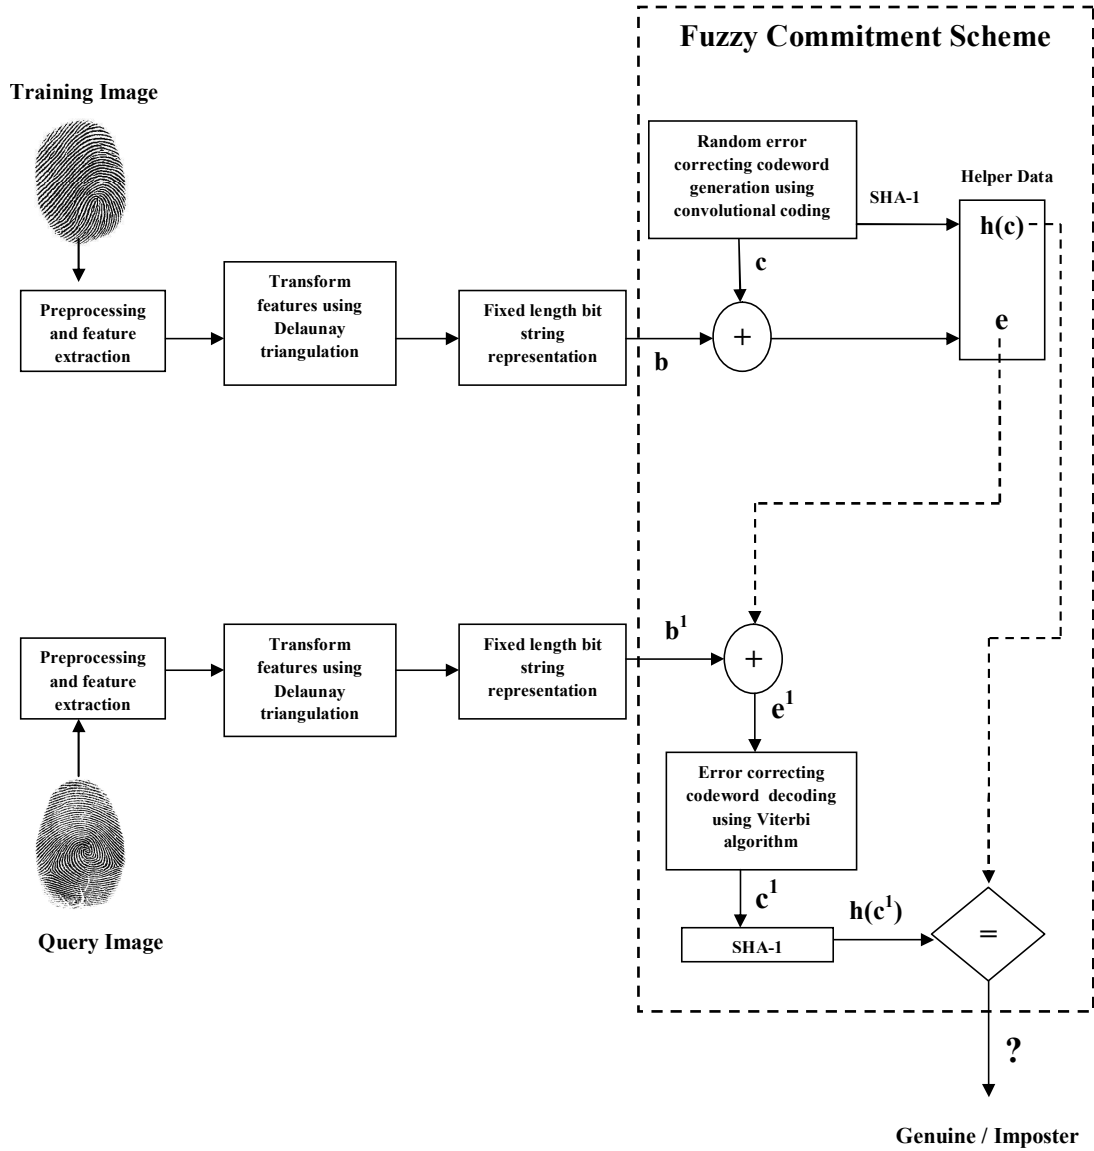 Fuzzy Commitment Scheme
Training Image
Random error
correcting codeword
generation using
convolutional coding
SHA-1
Helper Data
h(c)
c
e
Preprocessing
and feature
extraction
Transform
features using
Delaunay
triangulation
Fixed length bit
string
representation
b
+
Preprocessing
and feature
extraction
Transform
features using
Delaunay
triangulation
Fixed length bit
string
representation
b¹
+
e¹
Error correcting
codeword decoding
using Viterbi
algorithm
c¹
h(c¹)
SHA-1
=
Query Image
?
Genuine / Imposter